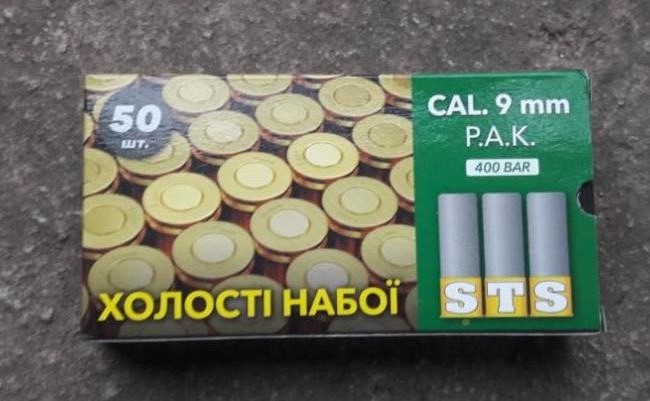 50
шт.
CAL. 9 mm
P.A.K.
400 BAR
STS
ХОЛОСТІ НАБОЇ